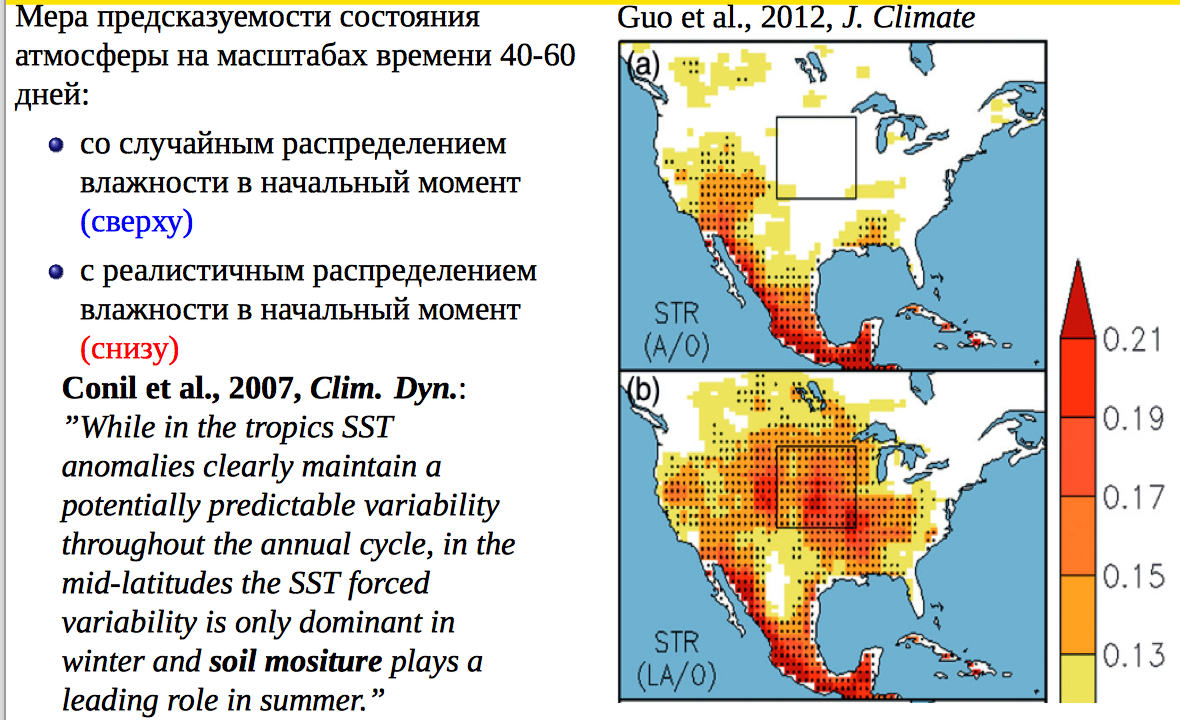 Мера предсказуемости состояния
атмосферы на масштабах времени 40-60
дней:
со случайным распределением
влажности в начальный момент
(сверху)
с реалистичным распределением
влажности в начальный момент
(снизу)
Conil et al., 2007, Clim. Dyn.:
”While in the tropics SST
anomalies clearly maintain a
potentially predictable variability
throughout the annual cycle, in the
mid-latitudes the SST forced
variability is only dominant in
winter and soil mositure plays a
leading role in summer.”
Guo et al., 2012, J. Climate
(a)
STR
(A/O)
(b)
STR
(LA/O)
0.21
0.19
0.17
0.15
0.13